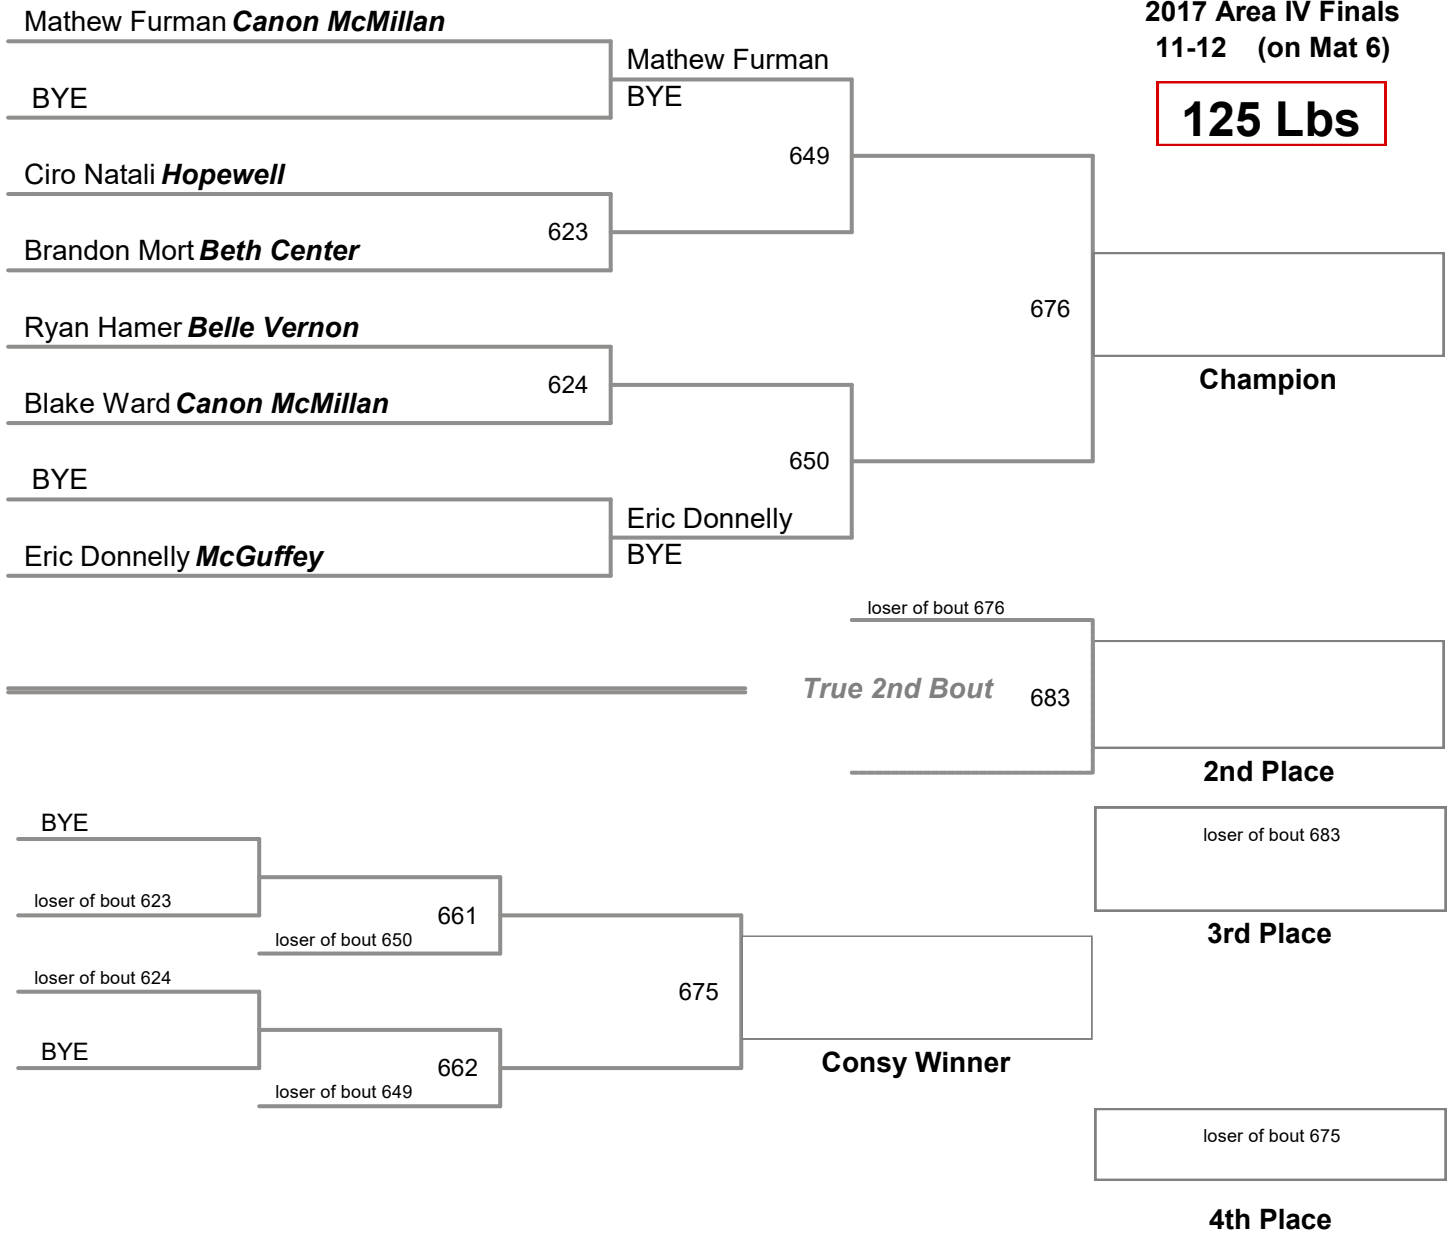 2017 Area IV Finals
11-12 (on Mat 6)
125 Lbs
Mathew Furman Canon McMillan
BYE
Ciro Natali Hopewell
Brandon Mort Beth Center
Ryan Hamer Belle Vernon
Blake Ward Canon McMillan
BYE
Eric Donnelly McGuffey
Mathew Furman
BYE
623
624
Eric Donnelly
BYE
649
650
676
Champion
loser of bout 676
True 2nd Bout
683
2nd Place
loser of bout 683
3rd Place
BYE
loser of bout 623
loser of bout 624
BYE
661
loser of bout 650
662
loser of bout 649
675
Consy Winner
loser of bout 675
4th Place